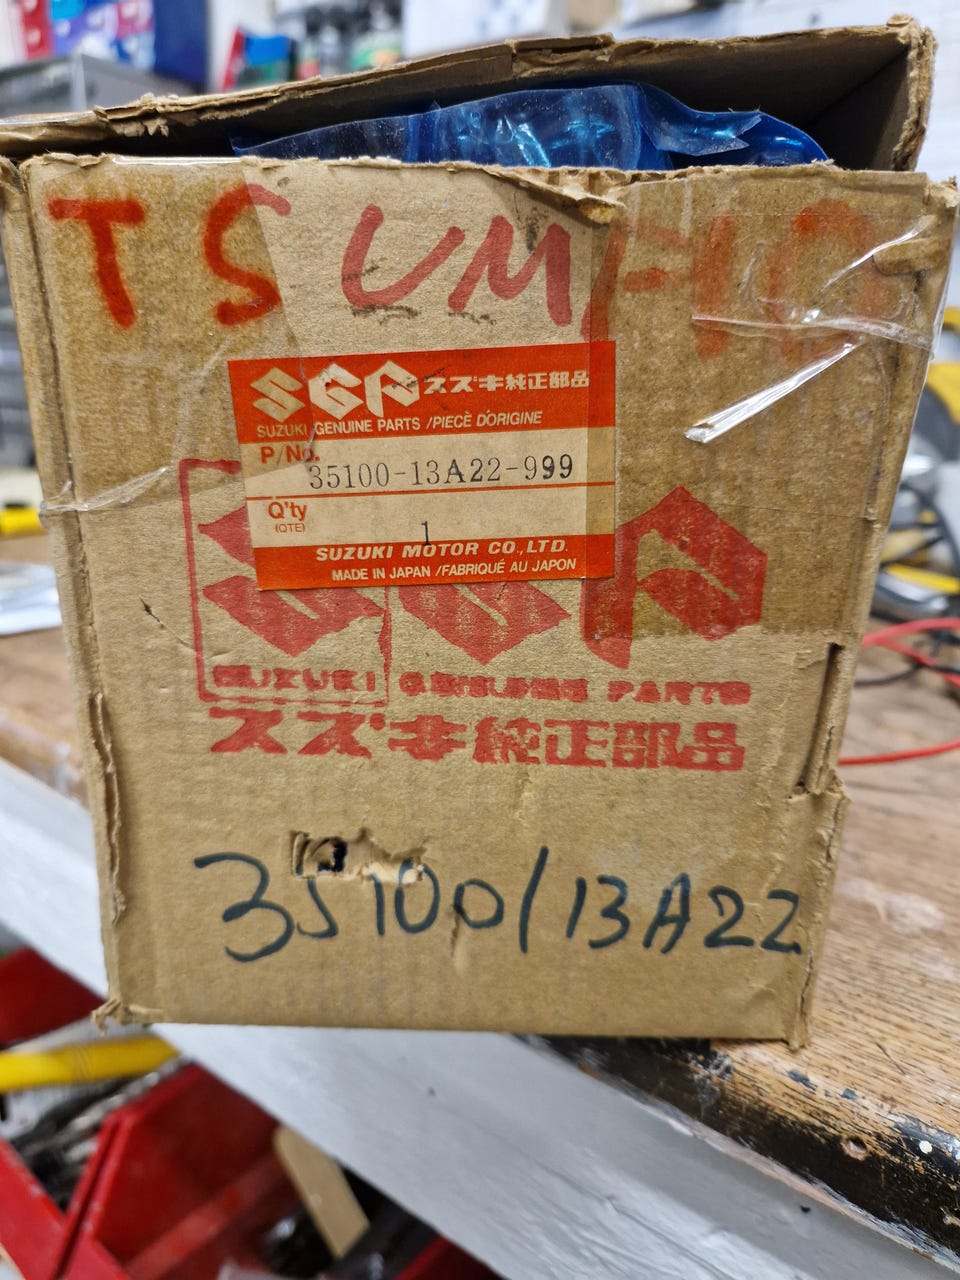 TSUM
SGP スズキ純正部品
SUZUKI GENUINE PARTS /PIECÈ D'ORIGINE
P/No.
35100-13A22-999
Q'ty
(QTE)
1
SUZUKI MOTOR CO.,LTD.
MADE IN JAPAN /FABRIQUÉ AU JAPON
SGP
SUZUKI GENUINE PARTS
スズキ純正部品
35100/13A22